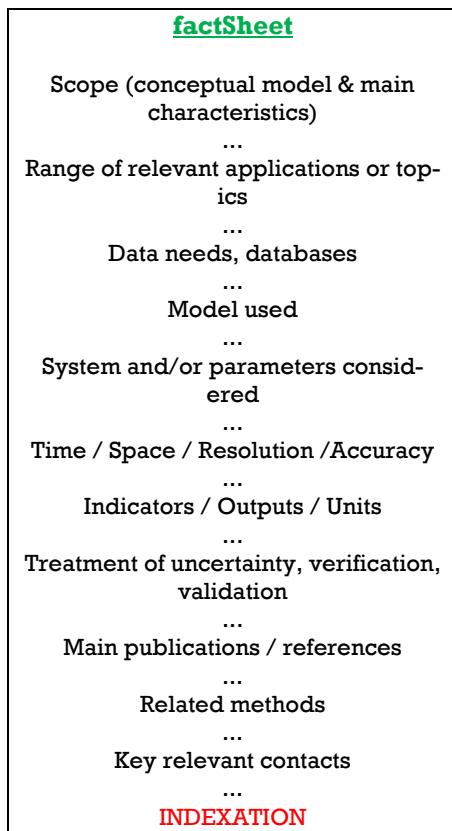 factSheet
Scope (conceptual model & main
characteristics)
...
Range of relevant applications or top-
ics
...
Data needs, databases
...
Model used
...
System and/or parameters consid-
ered
...
Time / Space / Resolution /Accuracy
...
Indicators / Outputs / Units
...
Treatment of uncertainty, verification,
validation
...
Main publications / references
...
Related methods
...
Key relevant contacts
...
INDEXATION